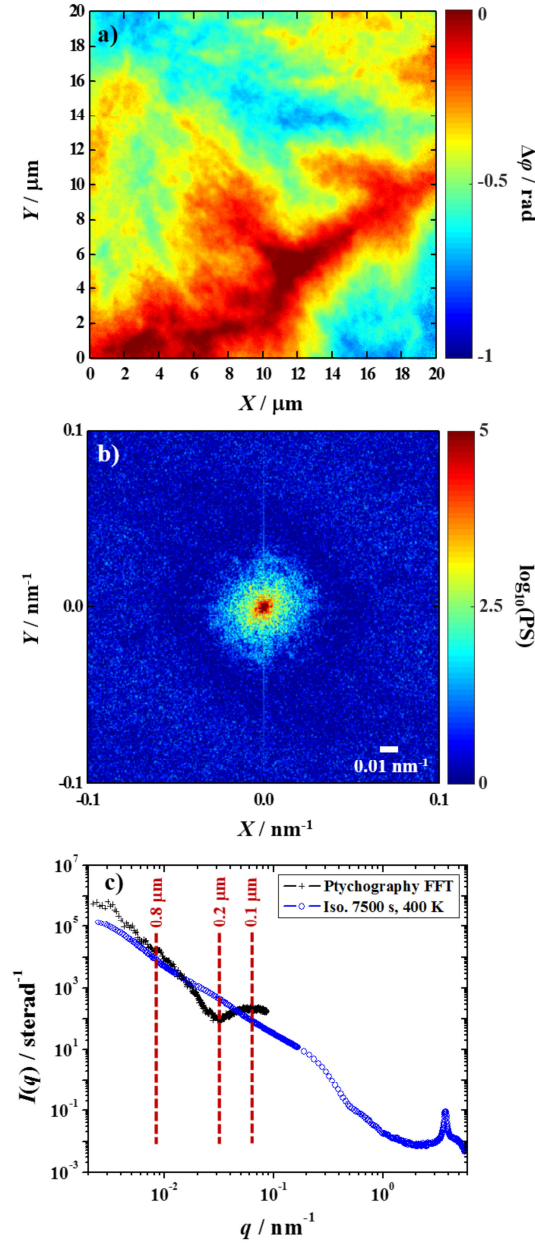 a)
20
18
16
14
12
10
8
6
4
2
0
Y / μm
0 2 4 6 8 10 12 14 16 18 20
X / μm
0
-0.5
-1
Δφ / rad
b)
0.1
0.0
-0.1
Y / nm⁻¹
-0.1 0.0 0.1
X / nm⁻¹
0.01 nm⁻¹
5
2.5
0
log₁₀(PS)
c)
10⁷
10⁵
10³
10¹
10⁻¹
10⁻³
I(q) / sterad⁻¹
0.8 μm
0.2 μm
0.1 μm
Ptychography FFT
Iso. 7500 s, 400 K
10⁻² 10⁻¹ 10⁰
q / nm⁻¹